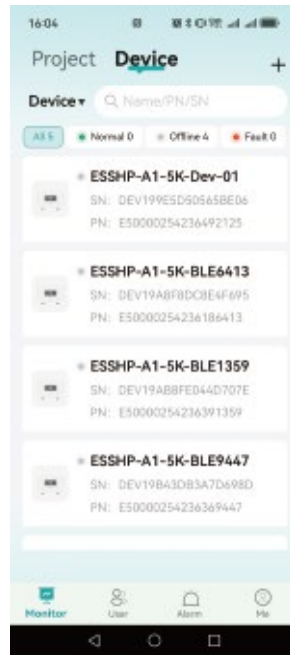 16:04
Project Device +
Device▾ Name/PN/SN
All 5 Normal 0 Offline 4 Fault 0
ESSHP-A1-5K-Dev-01
SN: DEV199E5D50565BE06
PN: E50000254236492125
ESSHP-A1-5K-BLE6413
SN: DEV19A8F8DC8E4F695
PN: E50000254236186413
ESSHP-A1-5K-BLE1359
SN: DEV19ABBFE044D707E
PN: E50000254236391359
ESSHP-A1-5K-BLE9447
SN: DEV19B43DB3A7D698D
PN: E50000254236369447
Monitor User Alarm Me